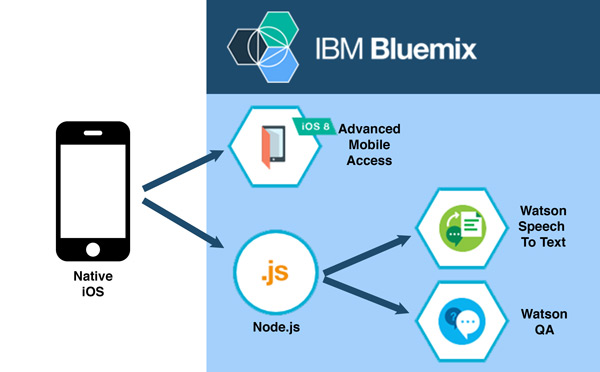 IBM Bluemix
iOS 8
Advanced
Mobile
Access
Native
iOS
.js
Node.js
Watson
Speech
To Text
Watson
QA